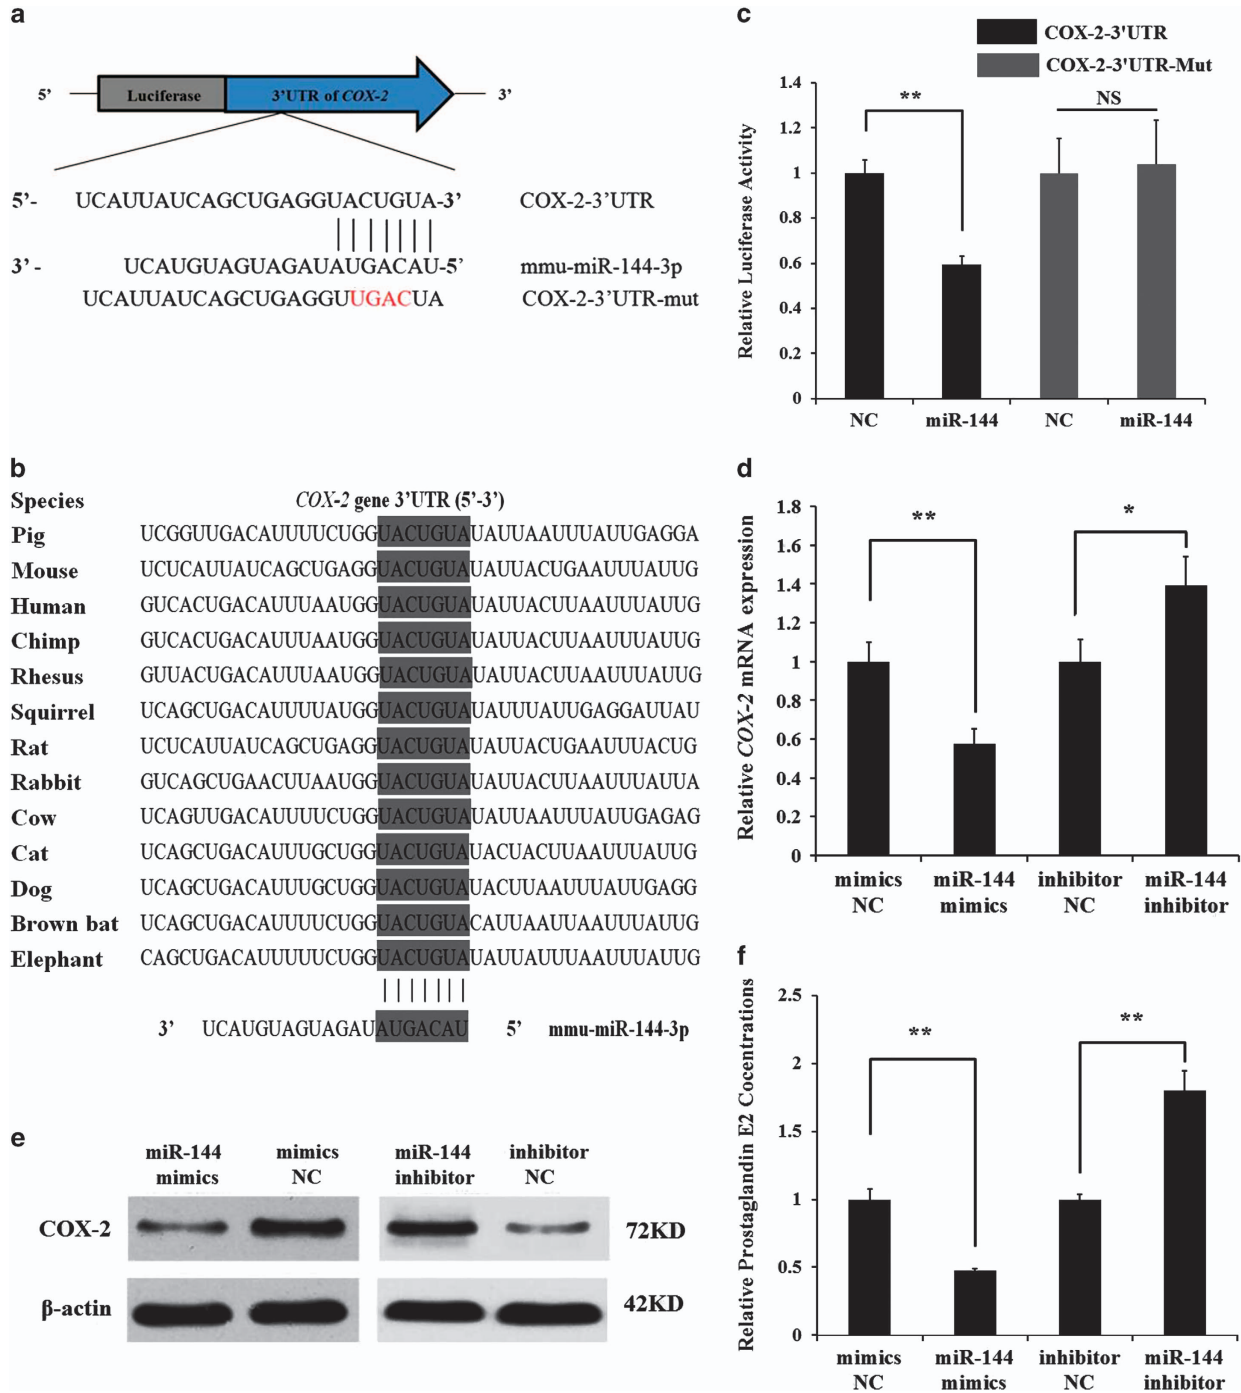 a
5'
Luciferase
3'UTR of COX-2
3'
5'- UCAUUAUCAGCUGAGGUACUGUA-3' COX-2-3'UTR
3'- UCAUGUAGUAGAUAUGACAU-5' mmu-miR-144-3p
UCAUUAUCAGCUGAGGUUGACUA COX-2-3'UTR-mut
b
Species COX-2 gene 3'UTR (5'-3')
Pig UCGGUUGACAUUUUCUGGUACUGUAUAUUAAUUUAUUGAGGA
Mouse UCUCAUUAUCAGCUGAGGUACUGUAUAUUACUGAAUUUAUUG
Human GUCACUGACAUUUAAUGGUACUGUAUAUUACUUAAUUUAUUG
Chimp GUCACUGACAUUUAAUGGUACUGUAUAUUACUUAAUUUAUUG
Rhesus GUUACUGACAUUUAAUGGUACUGUAUAUUACUUAAUUUAUUG
Squirrel UCAGCUGACAUUUUAUGGUACUGUAUAUUUAUUGAGGAUUAU
Rat UCUCAUUAUCAGCUGAGGUACUGUAUAUUACUGAAUUUACUG
Rabbit GUCAGCUGAACUUAAUGGUACUGUAUAUUACUUAAUUUAUUA
Cow UCAGUUGACAUUUUCUGGUACUGUAUAUUAAUUUAUUGAGAG
Cat UCAGCUGACAUUUGCUGGUACUGUAUACUACUUAAUUUAUUG
Dog UCAGCUGACAUUUGCUGGUACUGUAUACUUAAUUUAUUGAGG
Brown bat UCAGCUGACAUUUUCUGGUACUGUACAUUAAUUAAUUUAUUG
Elephant CAGCUGACAUUUUUCUGGUACUGUAUAUUAUUUAAUUUAUUG
3' UCAUGUAGUAGAUAUGACAU 5' mmu-miR-144-3p
c
COX-2-3'UTR
COX-2-3'UTR-Mut
Relative Luciferase Activity
1.4
1.2
1
0.8
0.6
0.4
0.2
0
**
NS
NC miR-144 NC miR-144
d
Relative COX-2 mRNA expression
1.8
1.6
1.4
1.2
1
0.8
0.6
0.4
0.2
0
**
*
mimics miR-144 inhibitor miR-144
NC mimics NC inhibitor
e
miR-144 mimics miR-144 inhibitor
mimics NC inhibitor NC
COX-2 72KD
β-actin 42KD
f
Relative Prostaglandin E2 Cocentrations
2.5
2
1.5
1
0.5
0
**
**
mimics miR-144 inhibitor miR-144
NC mimics NC inhibitor